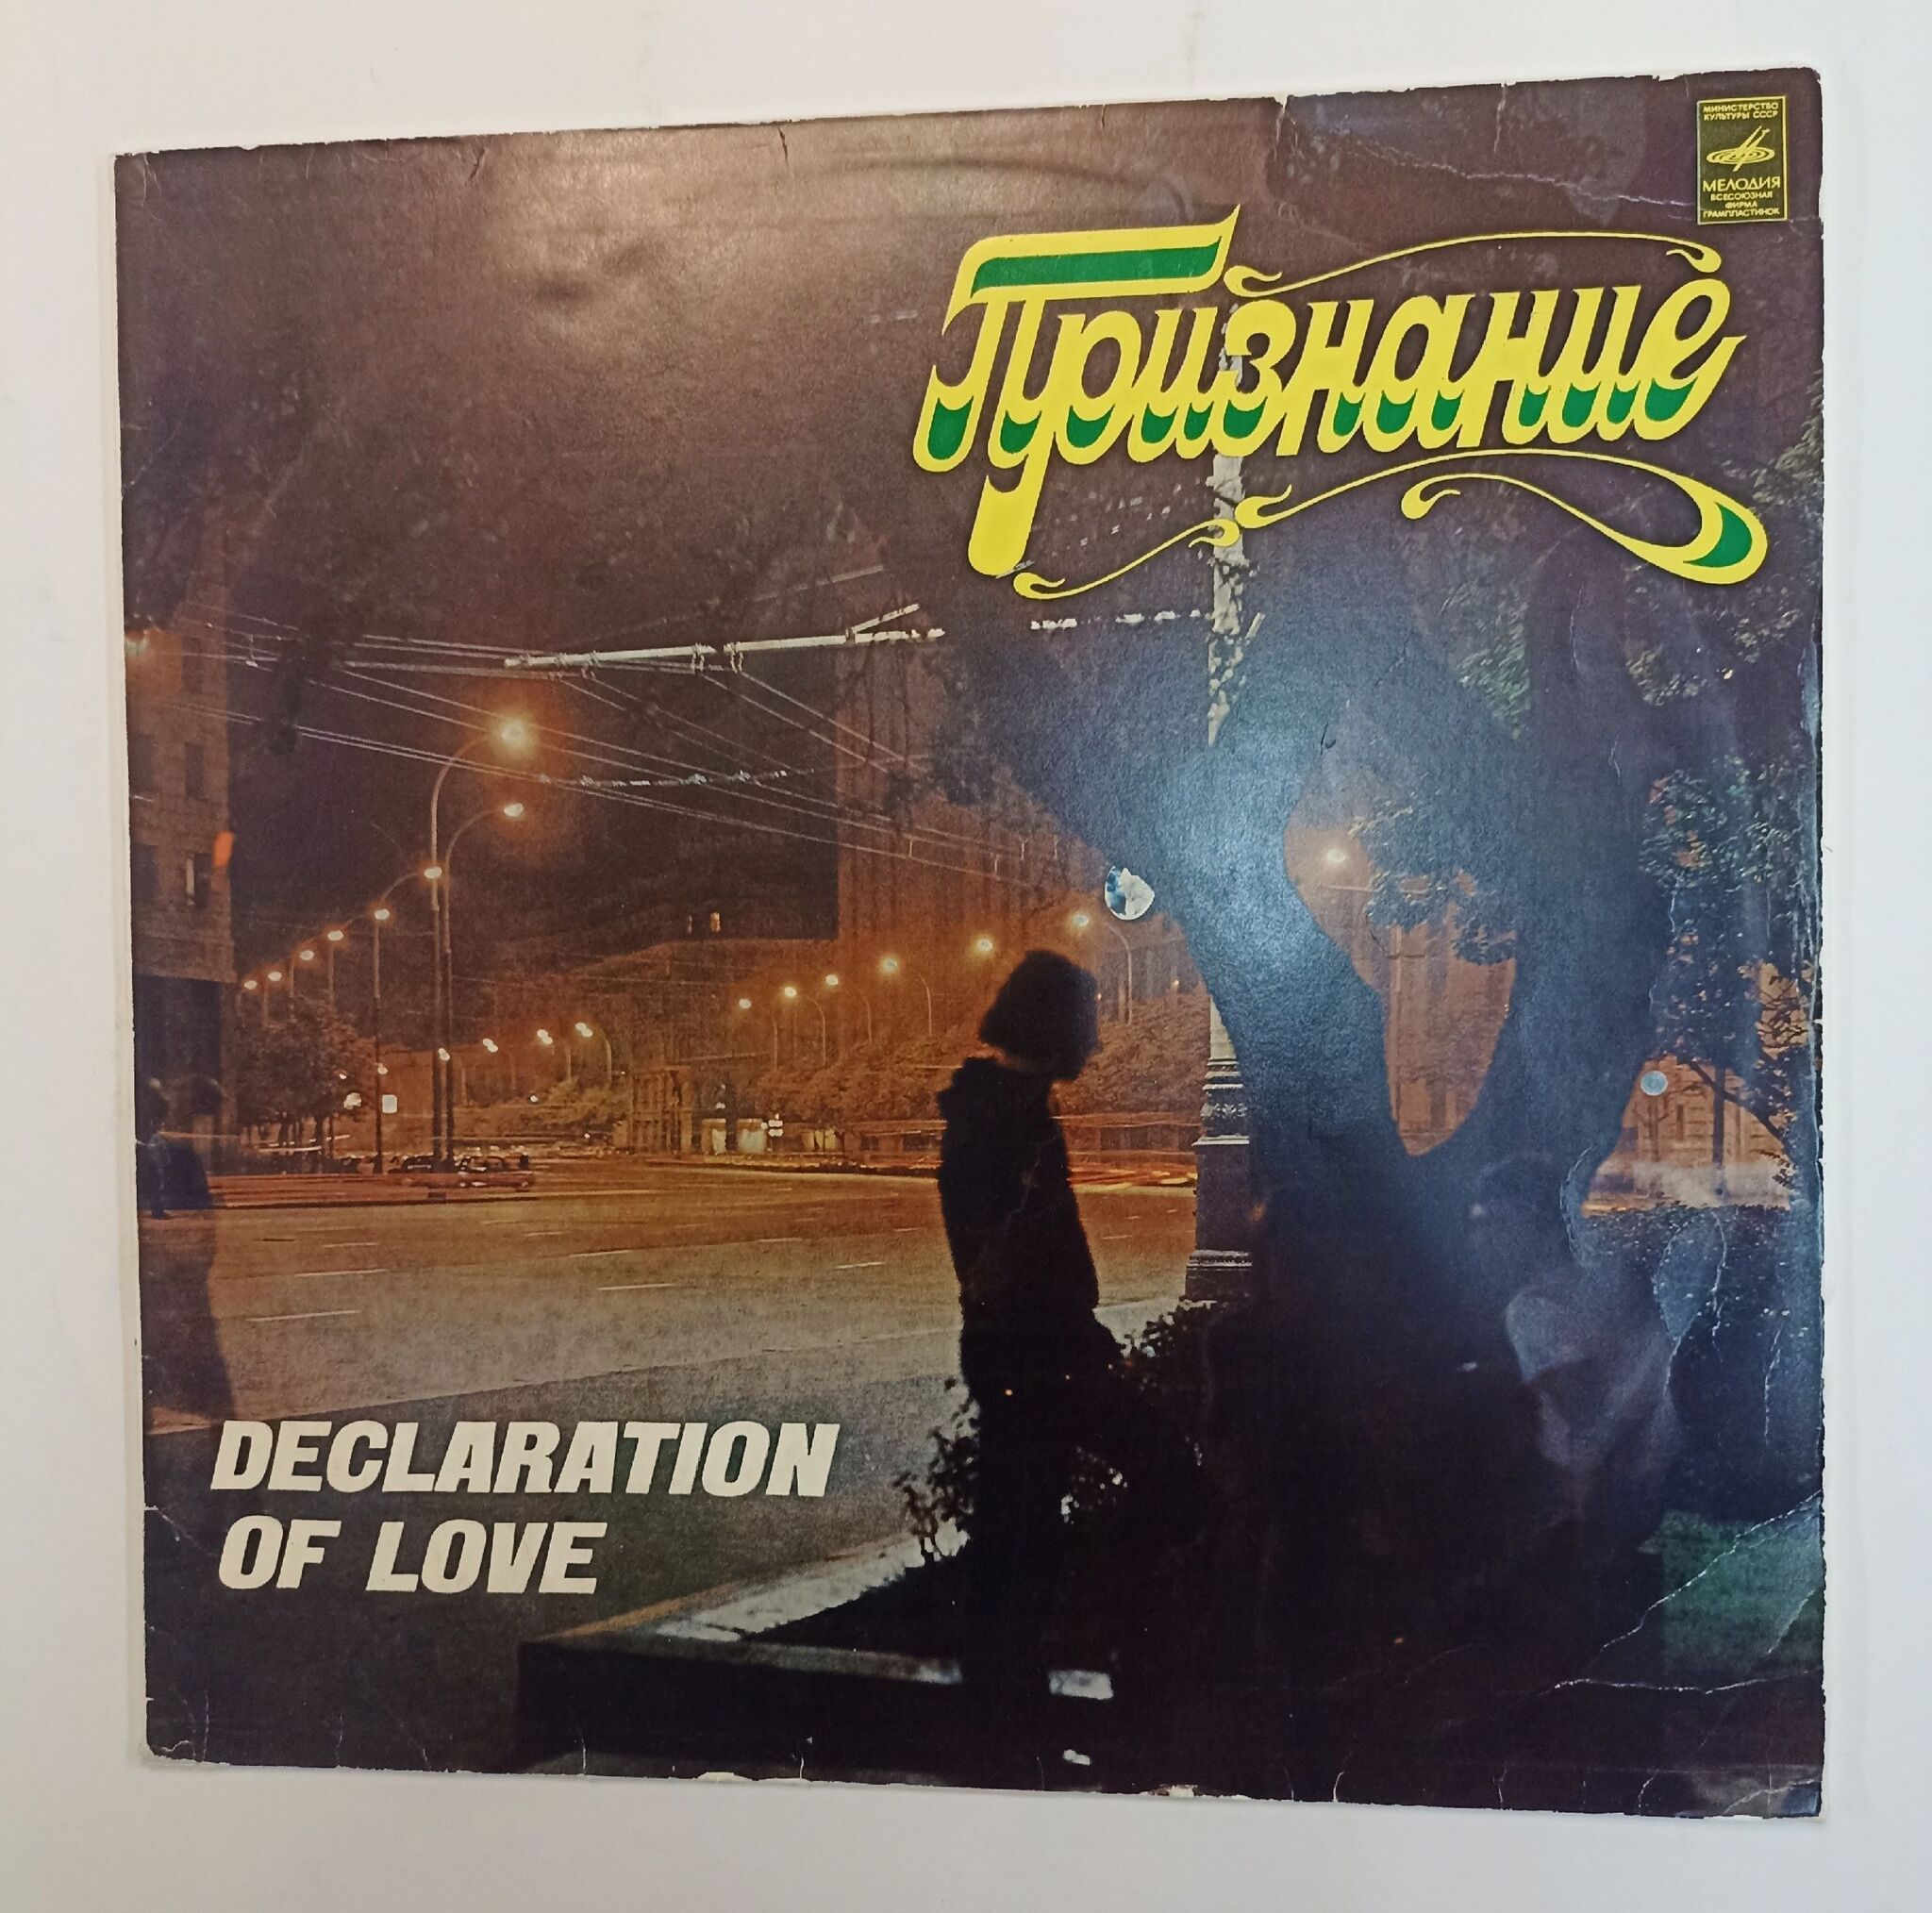 МИНИСТЕРСТВО
КУЛЬТУРЫ СССР
МЕЛОДИЯ
ВСЕСОЮЗНАЯ
ФИРМА
ГРАМПЛАСТИНОК
Признание
DECLARATION
OF LOVE